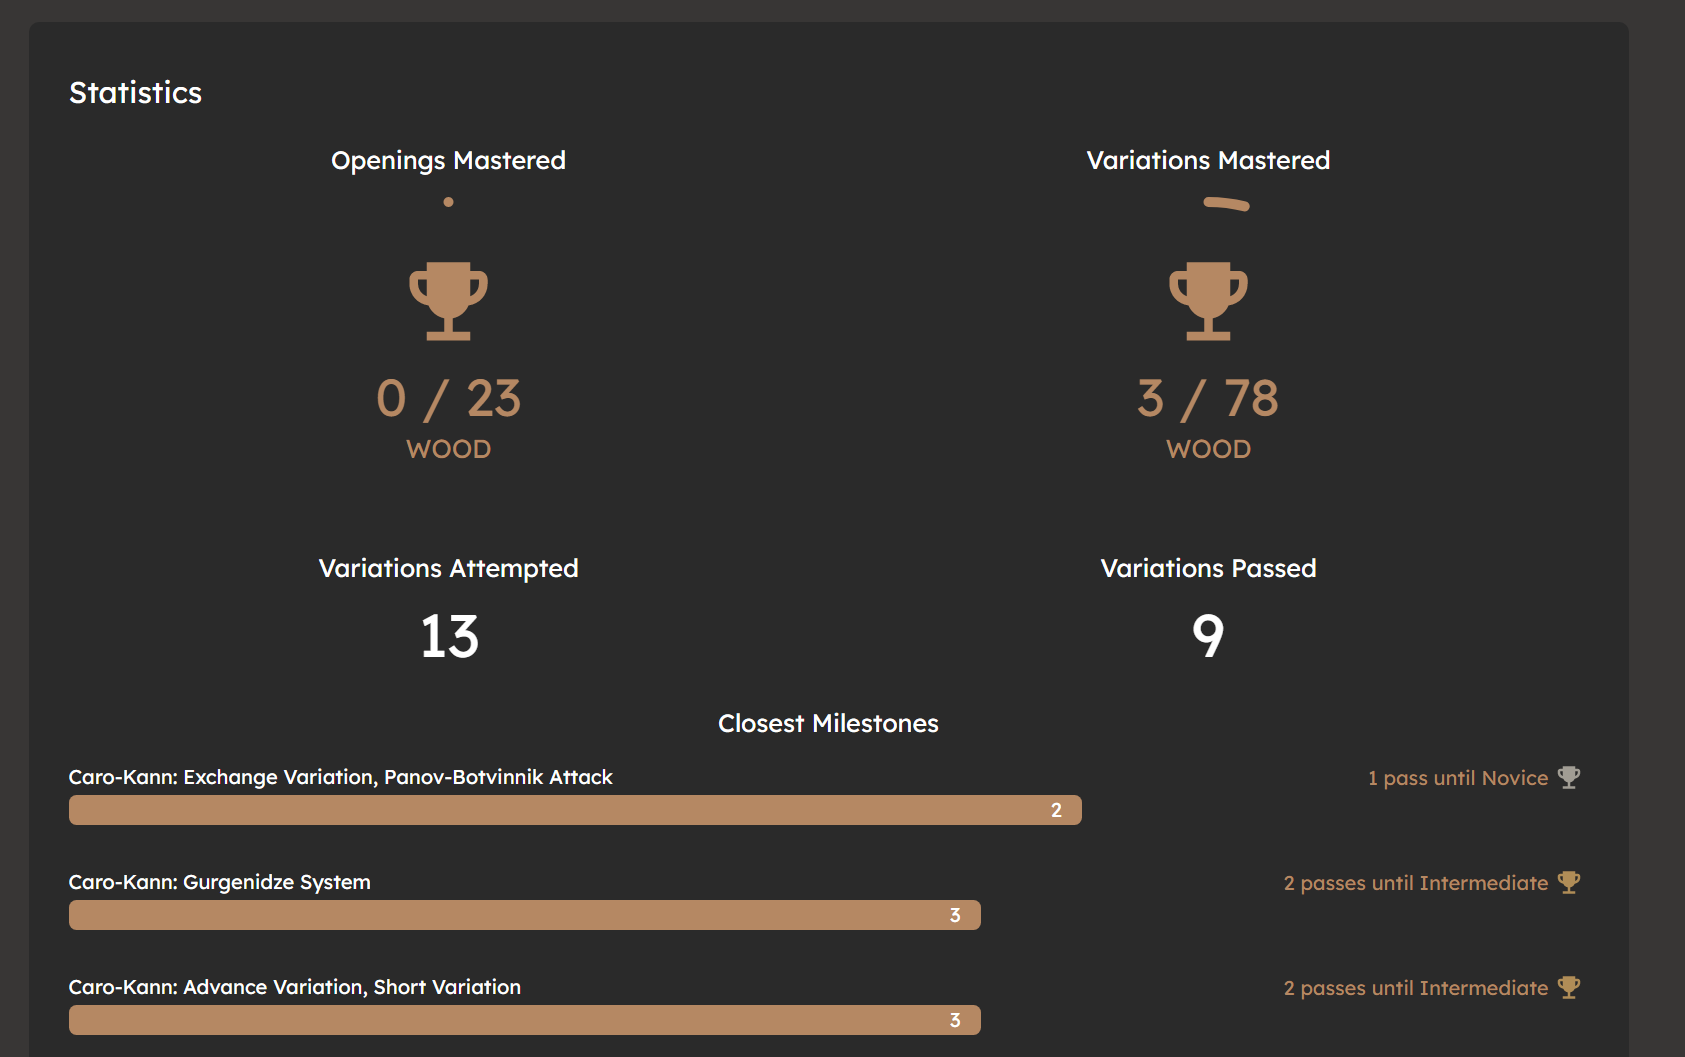 Statistics
Openings Mastered
Variations Mastered
0 / 23
WOOD
3 / 78
WOOD
Variations Attempted
13
Variations Passed
9
Closest Milestones
Caro-Kann: Exchange Variation, Panov-Botvinnik Attack
1 pass until Novice
2
Caro-Kann: Gurgenidze System
2 passes until Intermediate
3
Caro-Kann: Advance Variation, Short Variation
2 passes until Intermediate
3